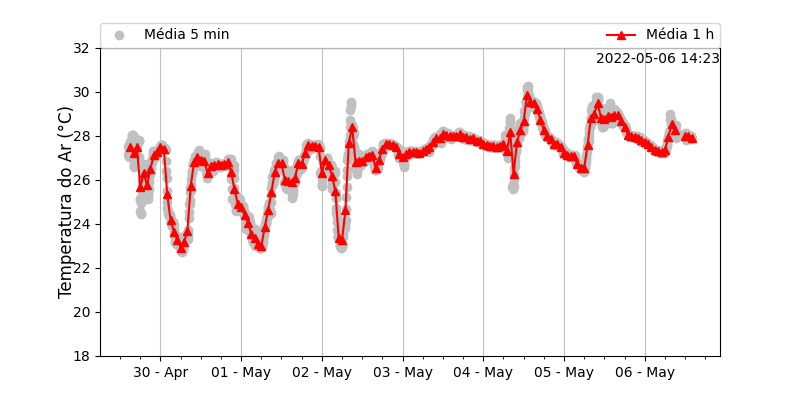 Média 5 min
Média 1 h
2022-05-06 14:23
Temperatura do Ar (°C)
32
30
28
26
24
22
20
18
30 - Apr
01 - May
02 - May
03 - May
04 - May
05 - May
06 - May